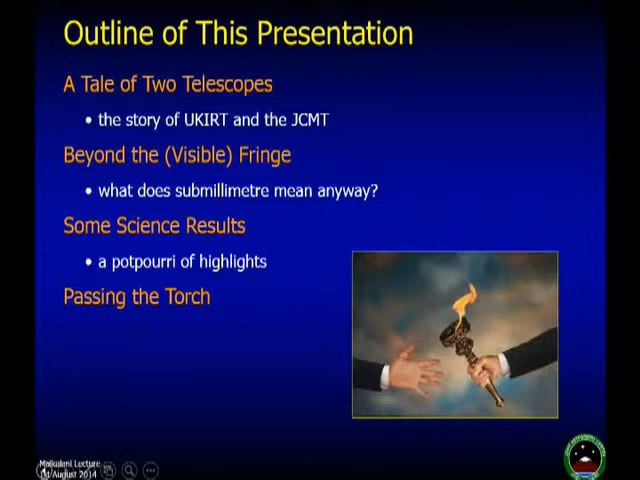 Outline of This Presentation
A Tale of Two Telescopes
• the story of UKIRT and the JCMT
Beyond the (Visible) Fringe
• what does submillimetre mean anyway?
Some Science Results
• a potpourri of highlights
Passing the Torch
Lecture
August 2014